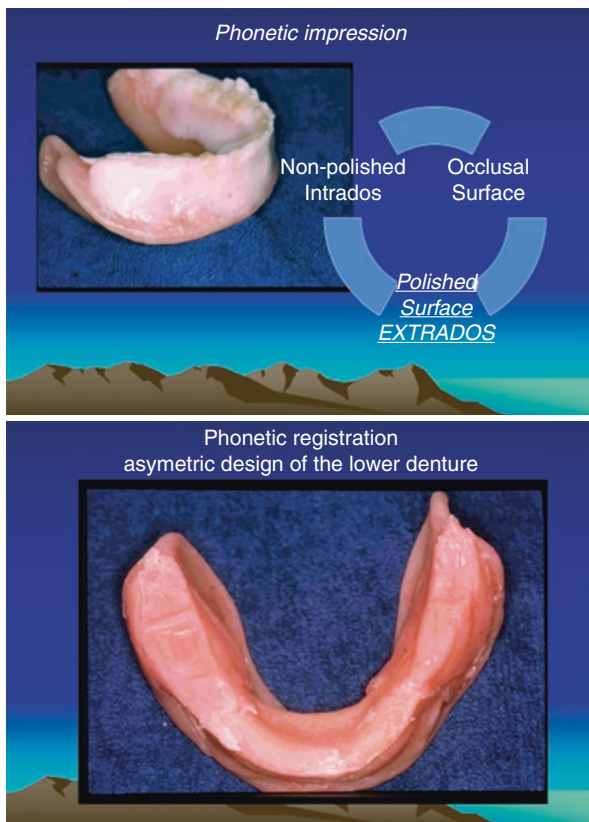 Phonetic impression
Non-polished
Intrados
Occlusal
Surface
Polished
Surface
EXTRADOS
Phonetic registration
asymetric design of the lower denture